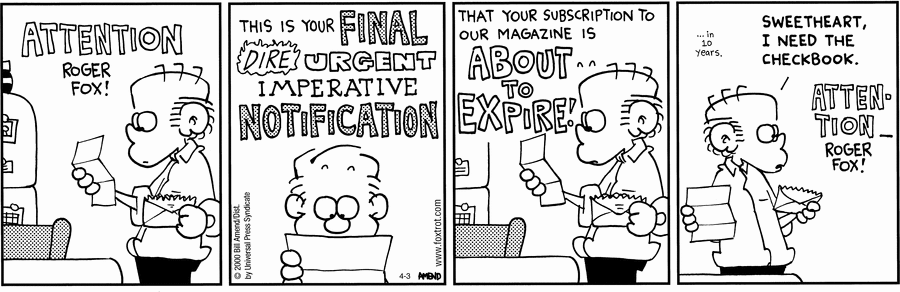 ATTENTION
ROGER
FOX!
THIS IS YOUR FINAL
DIRE URGENT
IMPERATIVE
NOTIFICATION
© 2000 Bill Amend/Dist. by Universal Press Syndicate
www.foxtrot.com
4-3 AMEND
THAT YOUR SUBSCRIPTION TO
OUR MAGAZINE IS
ABOUT...
TO
EXPIRE!
...in
10
years.
SWEETHEART,
I NEED THE
CHECKBOOK.
ATTEN-
TION
ROGER
FOX!